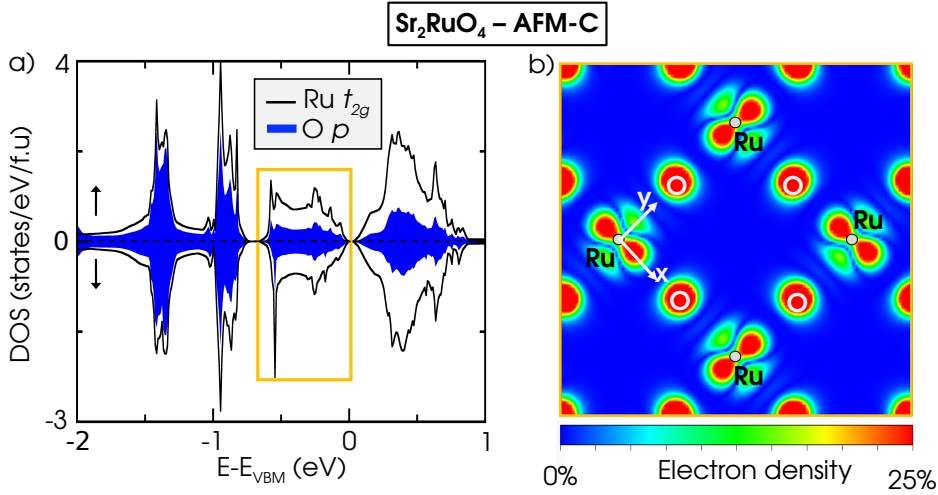 Sr₂RuO₄ – AFM-C
a)
DOS (states/eV/f.u)
4
0
-3
Ru t₂g
O p
-2
-1
0
1
E-E_VBM (eV)
b)
Ru
O
O
y
Ru
Ru
x
O
O
Ru
0%
Electron density
25%